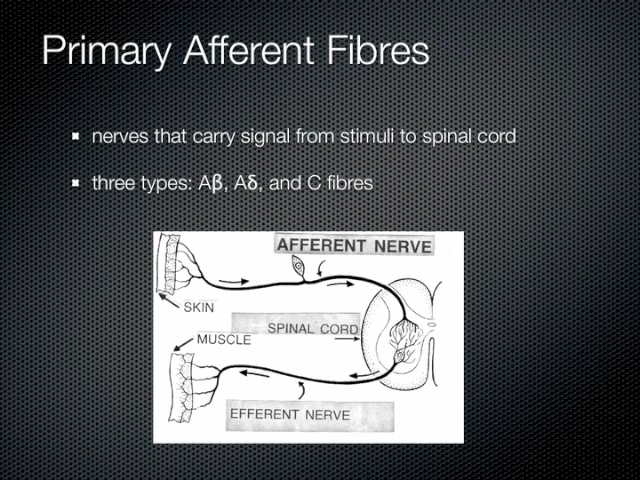 Primary Afferent Fibres
nerves that carry signal from stimuli to spinal cord
three types: Aβ, Aδ, and C fibres
AFFERENT NERVE
SKIN
SPINAL CORD
MUSCLE
EFFERENT NERVE